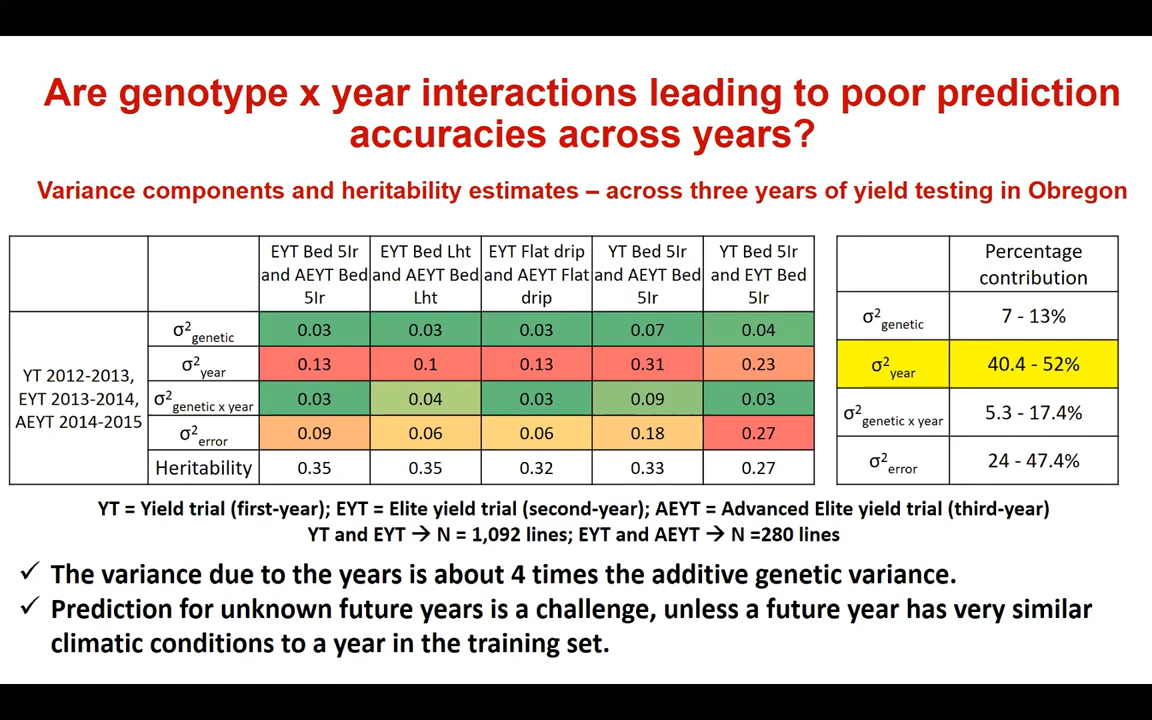 Are genotype x year interactions leading to poor prediction
accuracies across years?
Variance components and heritability estimates – across three years of yield testing in Obregon
EYT Bed 5Ir and AEYT Bed 5Ir
EYT Bed Lht and AEYT Bed Lht
EYT Flat drip and AEYT Flat drip
YT Bed 5Ir and AEYT Bed 5Ir
YT Bed 5Ir and EYT Bed 5Ir
YT 2012-2013,
EYT 2013-2014,
AEYT 2014-2015
σ²genetic 0.03 0.03 0.03 0.07 0.04
σ²year 0.13 0.1 0.13 0.31 0.23
σ²genetic x year 0.03 0.04 0.03 0.09 0.03
σ²error 0.09 0.06 0.06 0.18 0.27
Heritability 0.35 0.35 0.32 0.33 0.27
Percentage
contribution
σ²genetic 7 - 13%
σ²year 40.4 - 52%
σ²genetic x year 5.3 - 17.4%
σ²error 24 - 47.4%
YT = Yield trial (first-year); EYT = Elite yield trial (second-year); AEYT = Advanced Elite yield trial (third-year)
YT and EYT → N = 1,092 lines; EYT and AEYT → N =280 lines
✓ The variance due to the years is about 4 times the additive genetic variance.
✓ Prediction for unknown future years is a challenge, unless a future year has very similar
climatic conditions to a year in the training set.